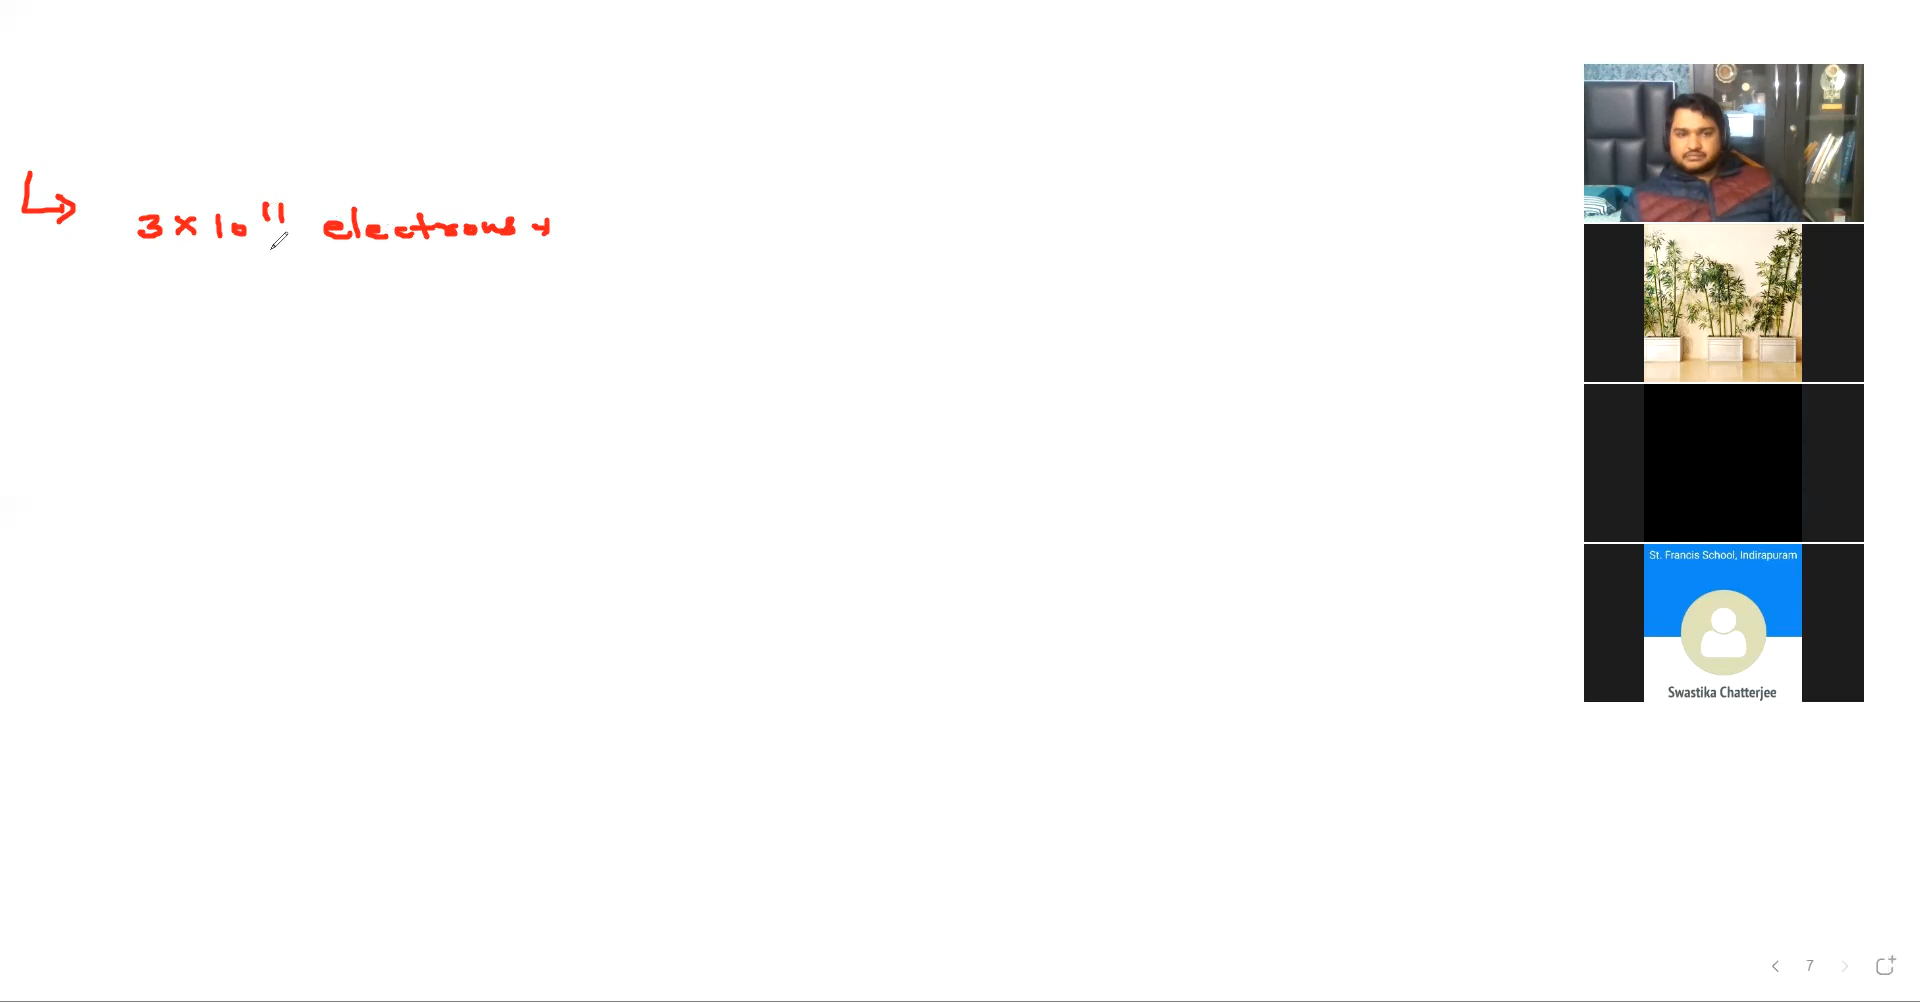 3 × 10¹¹ electrons +
St. Francis School, Indirapuram
Swastika Chatterjee
7